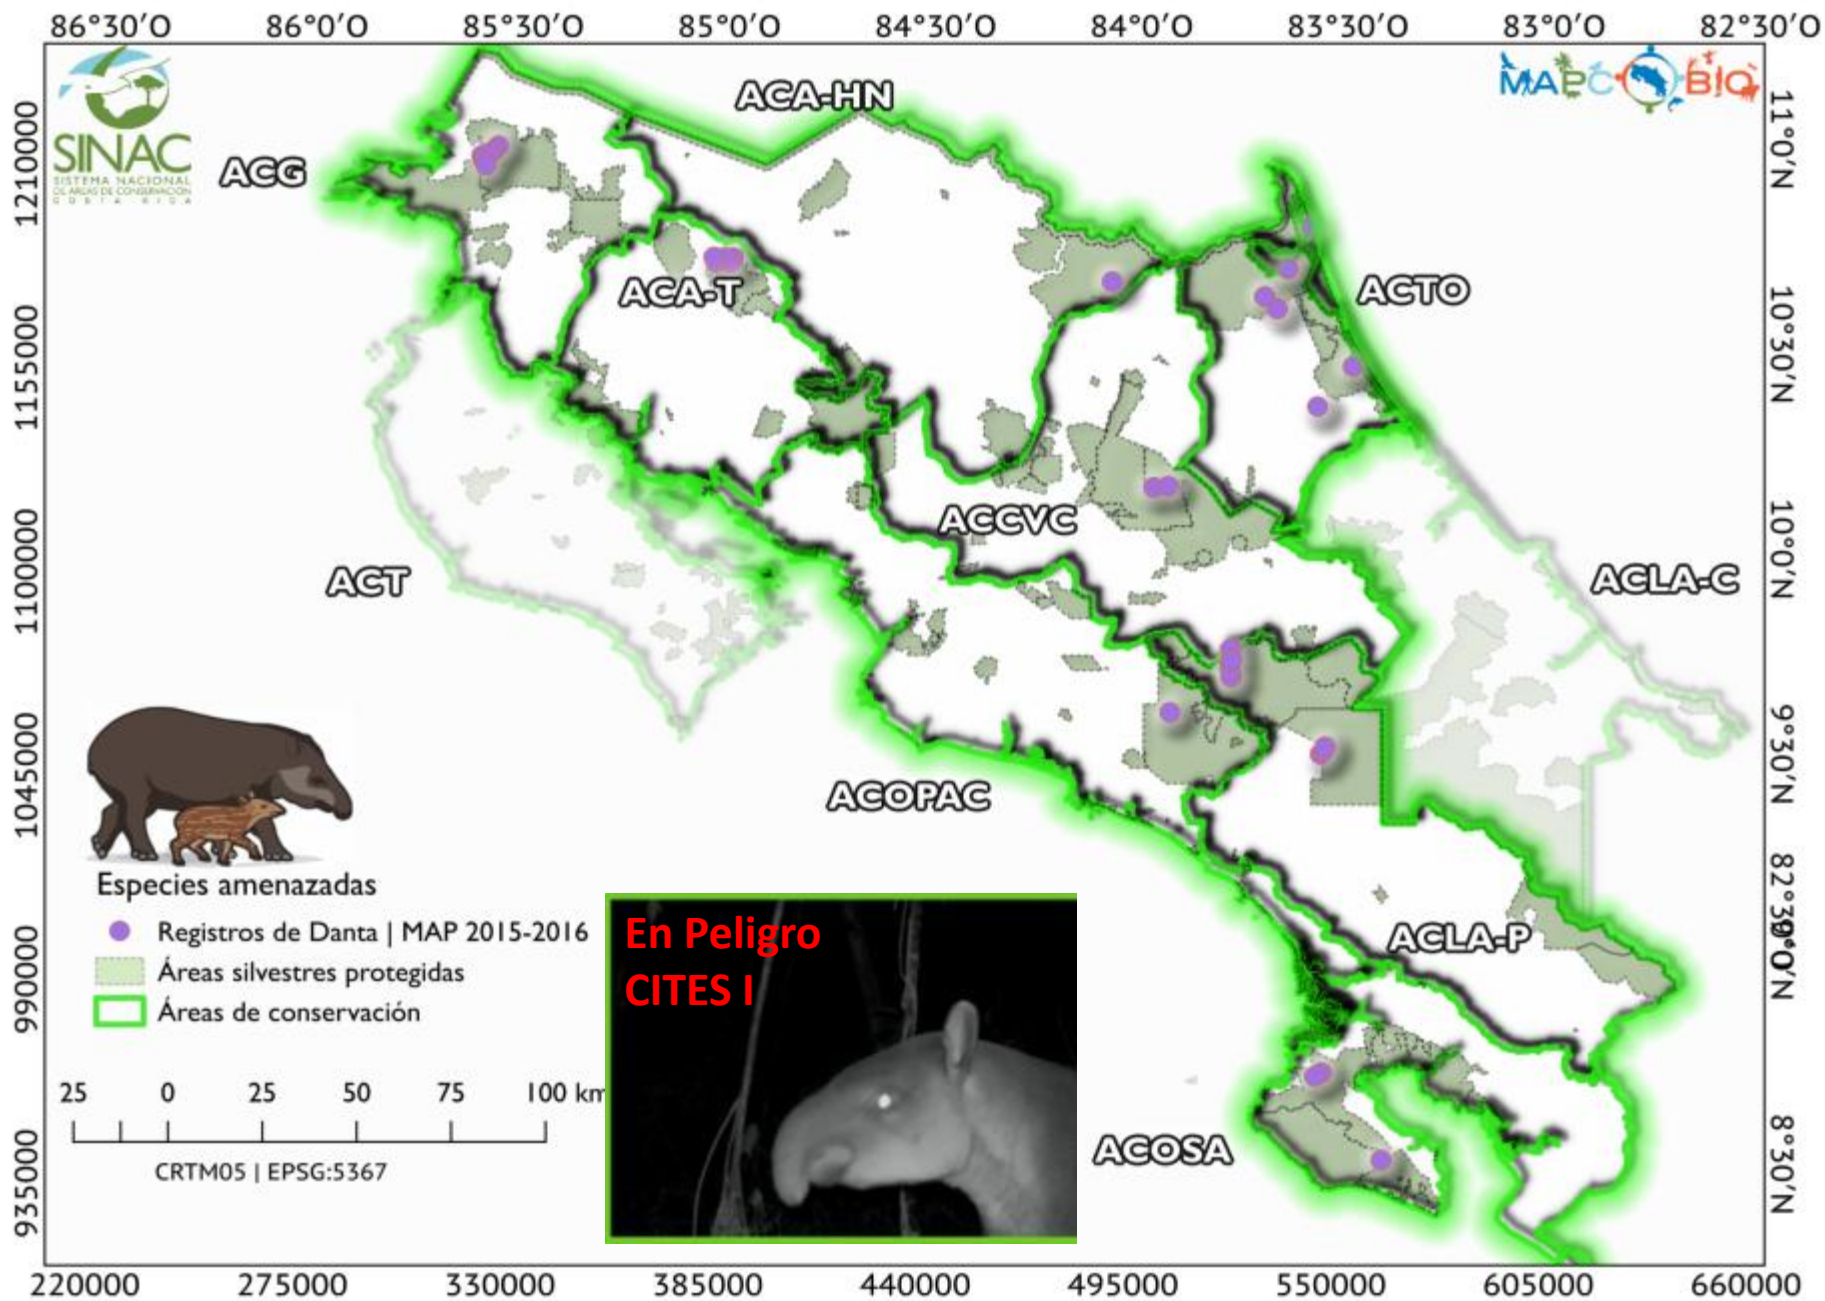 86°30′O 86°0′O 85°30′O 85°0′O 84°30′O 84°0′O 83°30′O 83°0′O 82°30′O
SINAC
SISTEMA NACIONAL
DE ÁREAS DE CONSERVACIÓN
COSTA RICA
MAPCOBIO
ACA-HN
ACG
ACA-T
ACTO
ACCVC
ACT
ACLA-C
ACOPAC
ACLA-P
ACOSA
1210000
1155000
1100000
1045000
990000
935000
11°0′N
10°30′N
10°0′N
9°30′N
9°0′N
8°30′N
Especies amenazadas
Registros de Danta | MAP 2015-2016
Áreas silvestres protegidas
Áreas de conservación
25 0 25 50 75 100 km
CRTM05 | EPSG:5367
En Peligro
CITES I
220000 275000 330000 385000 440000 495000 550000 605000 660000